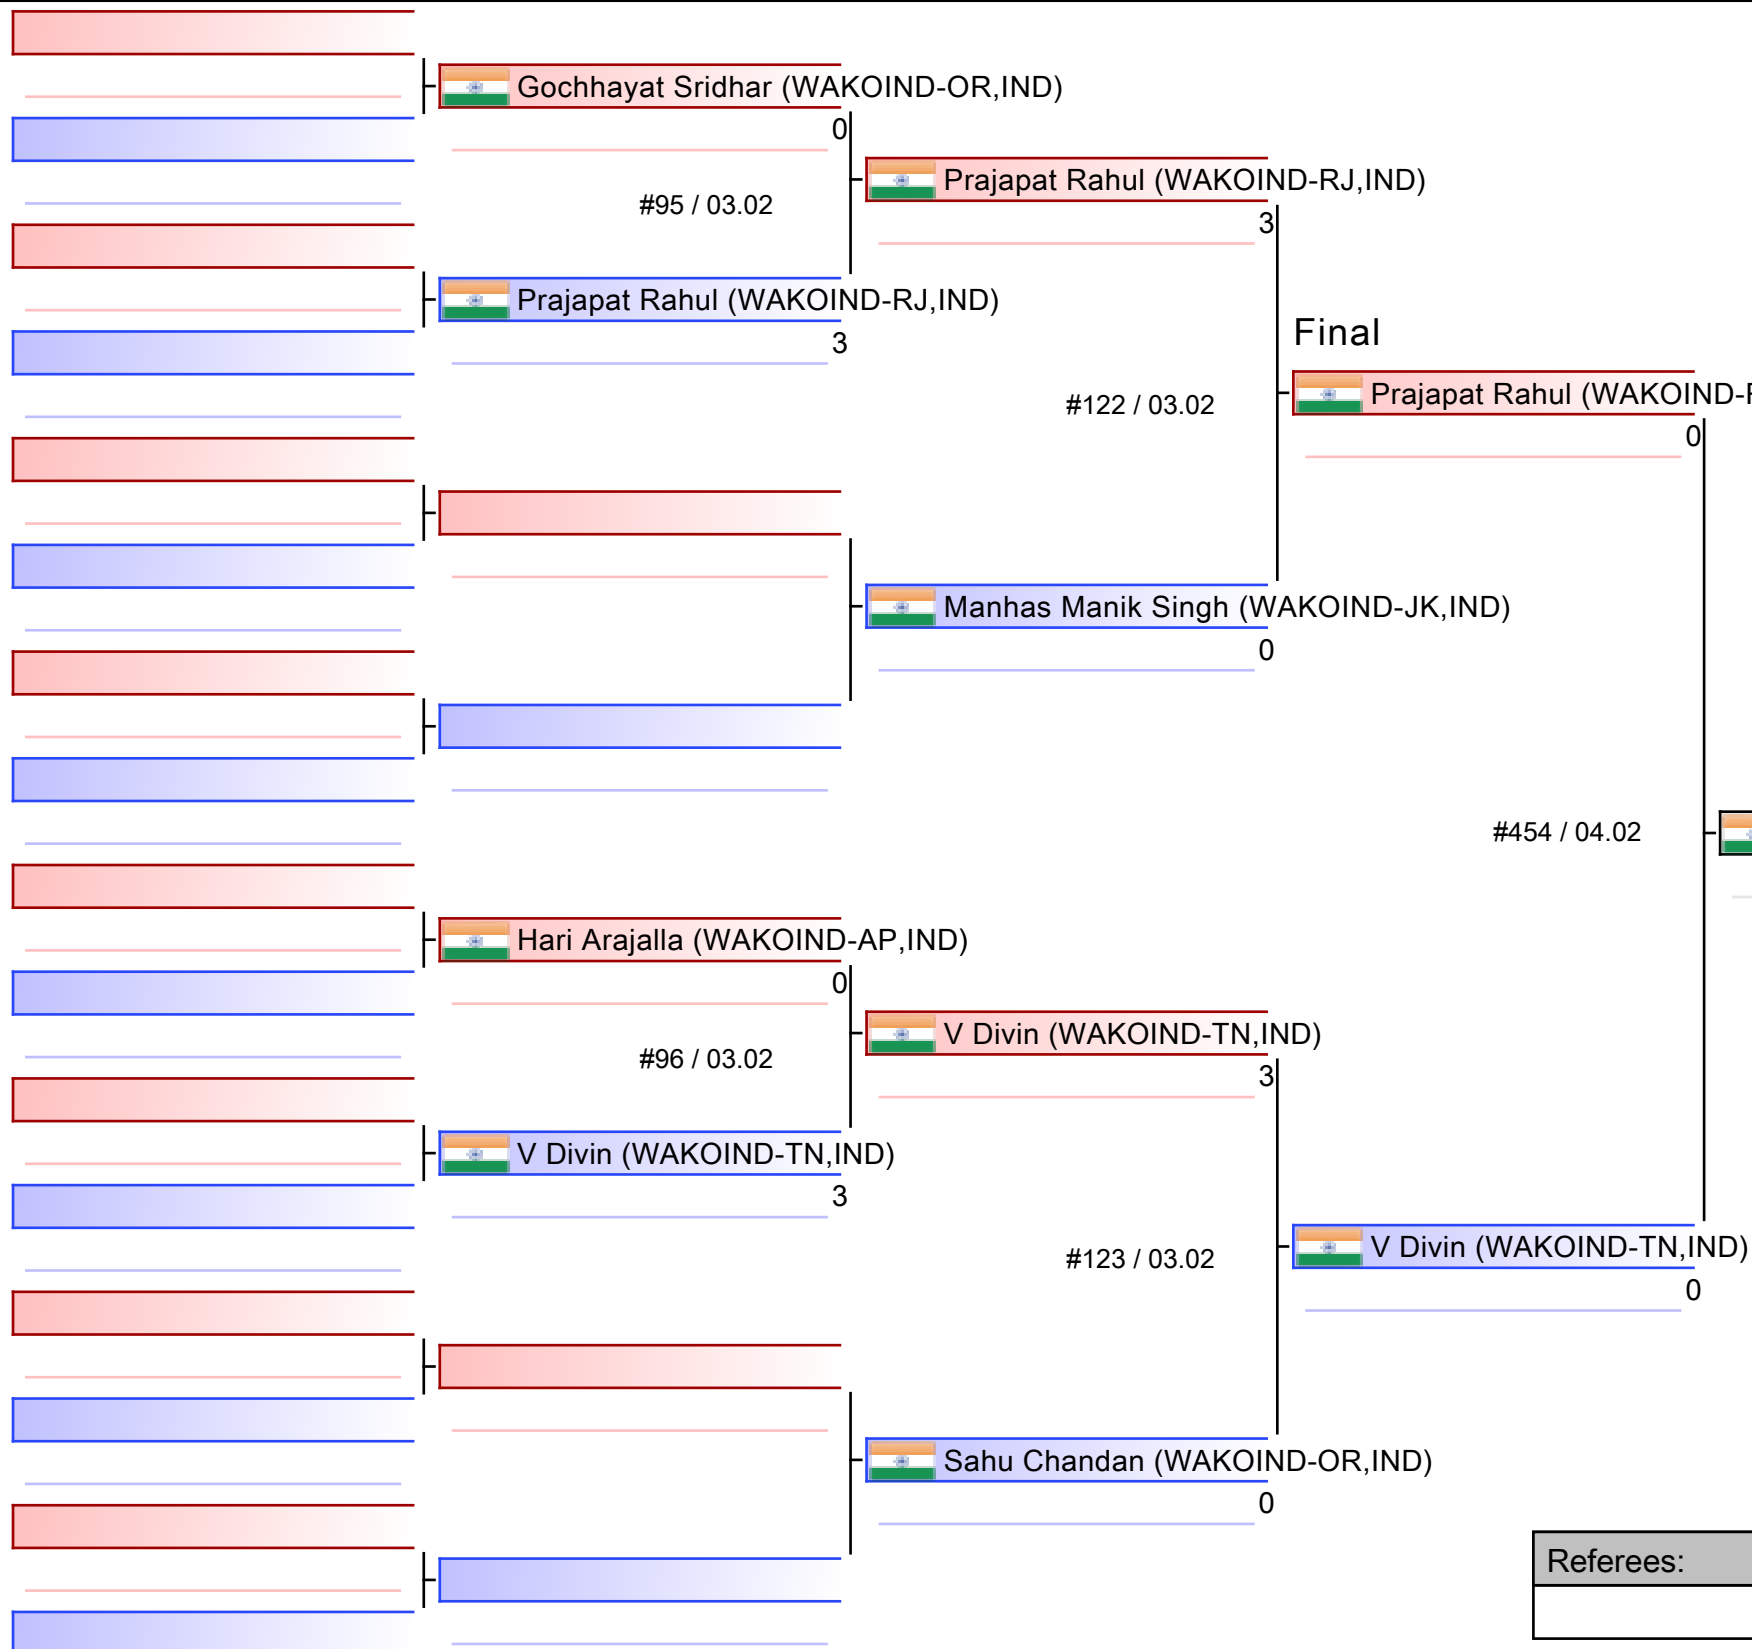 Gochhayat Sridhar (WAKOIND-OR,IND)
0
Prajapat Rahul (WAKOIND-RJ,IND)
#95 / 03.02
3
Prajapat Rahul (WAKOIND-RJ,IND)
Final
3
Prajapat Rahul (WAKOIND-
#122 / 03.02
0
Manhas Manik Singh (WAKOIND-JK,IND)
0
#454 / 04.02
Hari Arajalla (WAKOIND-AP,IND)
0
V Divin (WAKOIND-TN,IND)
#96 / 03.02
3
V Divin (WAKOIND-TN,IND)
3
V Divin (WAKOIND-TN,IND)
#123 / 03.02
0
Sahu Chandan (WAKOIND-OR,IND)
0
Referees: